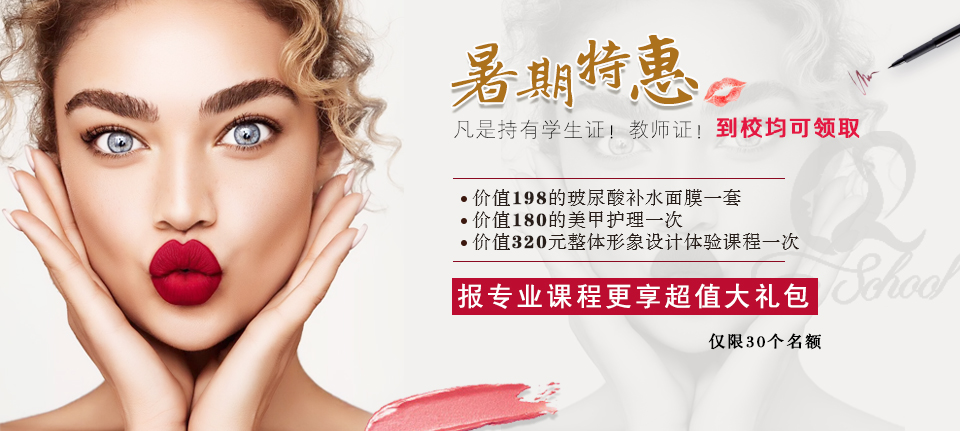 暑期特惠
凡是持有学生证！教师证！到校均可领取
•价值198的玻尿酸补水面膜一套
•价值180的美甲护理一次
•价值320元整体形象设计体验课程一次
School
报专业课程更享超值大礼包
仅限30个名额